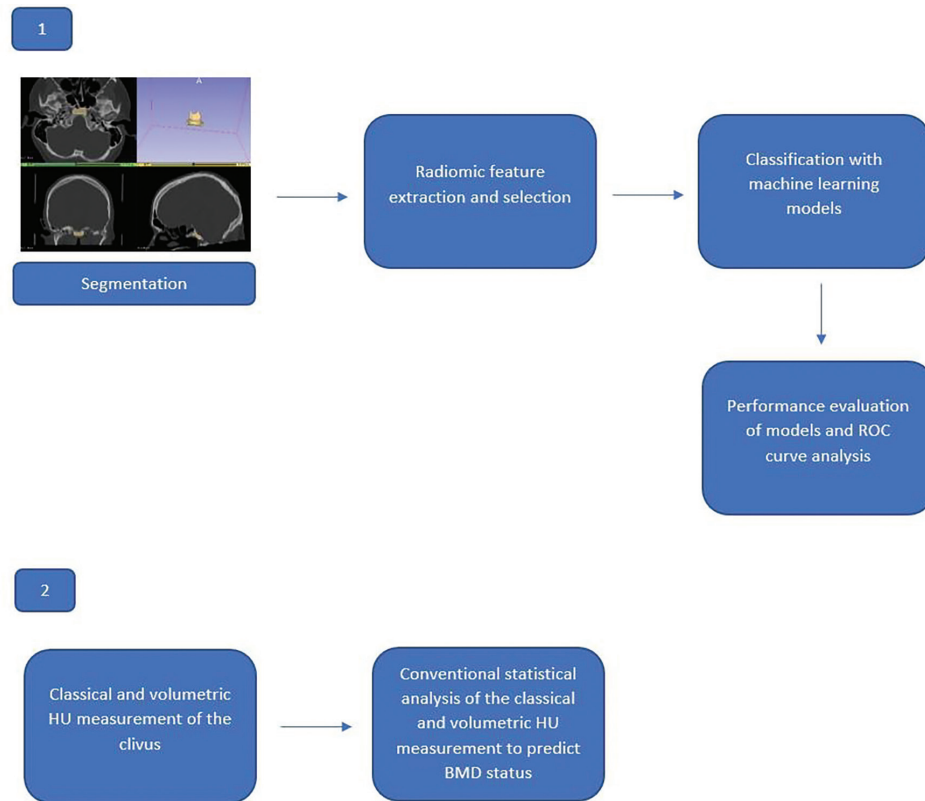 1
A
Segmentation
Radiomic feature
extraction and selection
Classification with
machine learning
models
Performance evaluation
of models and ROC
curve analysis
2
Classical and volumetric
HU measurement of the
clivus
Conventional statistical
analysis of the classical
and volumetric HU
measurement to predict
BMD status